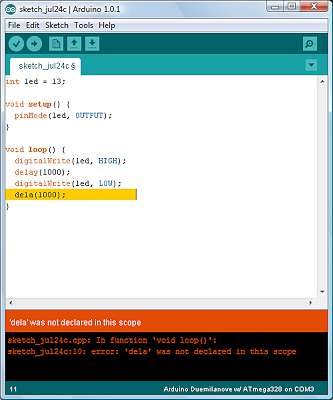 sketch_jul24c | Arduino 1.0.1
File Edit Sketch Tools Help
sketch_jul24c §
int led = 13;
void setup() {
pinMode(led, OUTPUT);
}
void loop() {
digitalWrite(led, HIGH);
delay(1000);
digitalWrite(led, LOW);
dela(1000);
}
'dela' was not declared in this scope
sketch_jul24c.cpp: In function 'void loop()':
sketch_jul24c:10: error: 'dela' was not declared in this scope
11 Arduino Duemilanove w/ ATmega328 on COM3